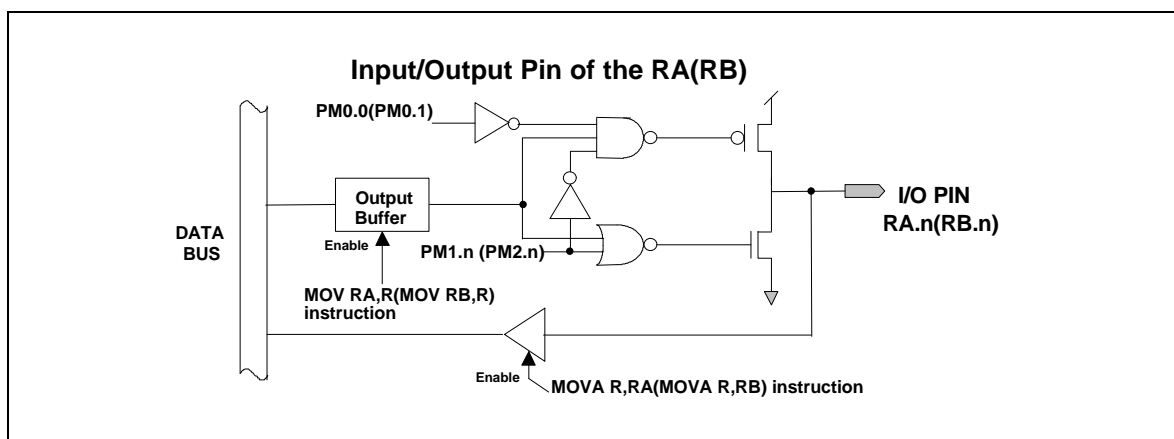 Input/Output Pin of the RA(RB)
PM0.0(PM0.1)
I/O PIN
RA.n(RB.n)
Output
Buffer
DATA
BUS
Enable
PM1.n (PM2.n)
MOV RA,R(MOV RB,R)
instruction
Enable
MOVA R,RA(MOVA R,RB) instruction